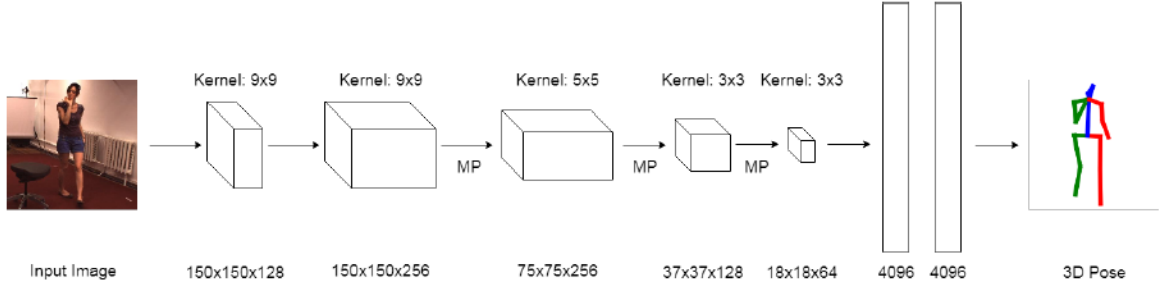 Kernel: 9x9
Kernel: 9x9
Kernel: 5x5
Kernel: 3x3
Kernel: 3x3
MP
MP
MP
Input Image
150x150x128
150x150x256
75x75x256
37x37x128
18x18x64
4096
4096
3D Pose